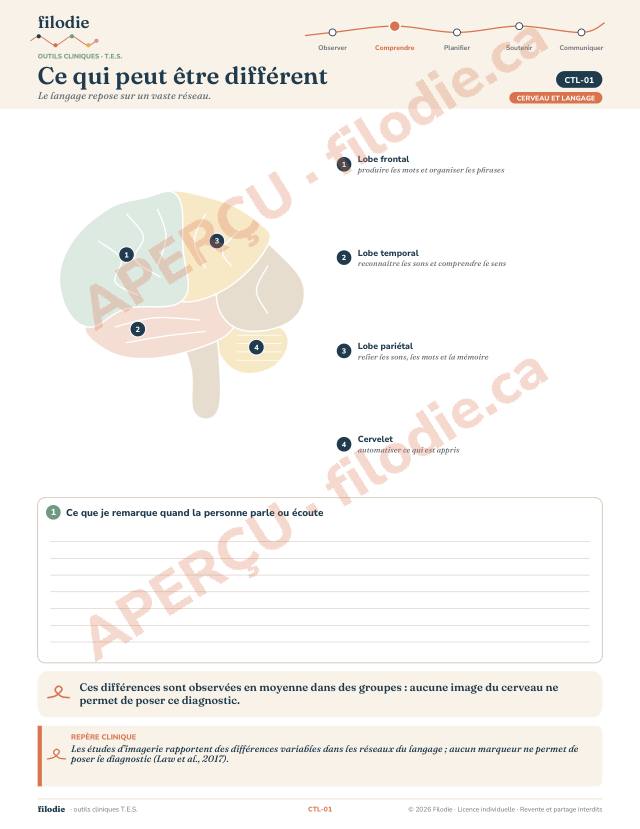 filodie
OUTILS CLINIQUES · T.E.S.
Observer
Comprendre
Planifier
Soutenir
Communiquer
Ce qui peut être différent
Le langage repose sur un vaste réseau.
CTL-01
CERVEAU ET LANGAGE
1
2
3
4
1 Lobe frontal
produire les mots et organiser les phrases
2 Lobe temporal
reconnaître les sons et comprendre le sens
3 Lobe pariétal
relier les sons, les mots et la mémoire
4 Cervelet
automatiser ce qui est appris
APERÇU · filodie.ca
APERÇU · filodie.ca
1 Ce que je remarque quand la personne parle ou écoute
Ces différences sont observées en moyenne dans des groupes : aucune image du cerveau ne
permet de poser ce diagnostic.
REPÈRE CLINIQUE
Les études d'imagerie rapportent des différences variables dans les réseaux du langage ; aucun marqueur ne permet de
poser le diagnostic (Law et al., 2017).
filodie · outils cliniques T.E.S.
CTL-01
© 2026 Filodie · Licence individuelle · Revente et partage interdits